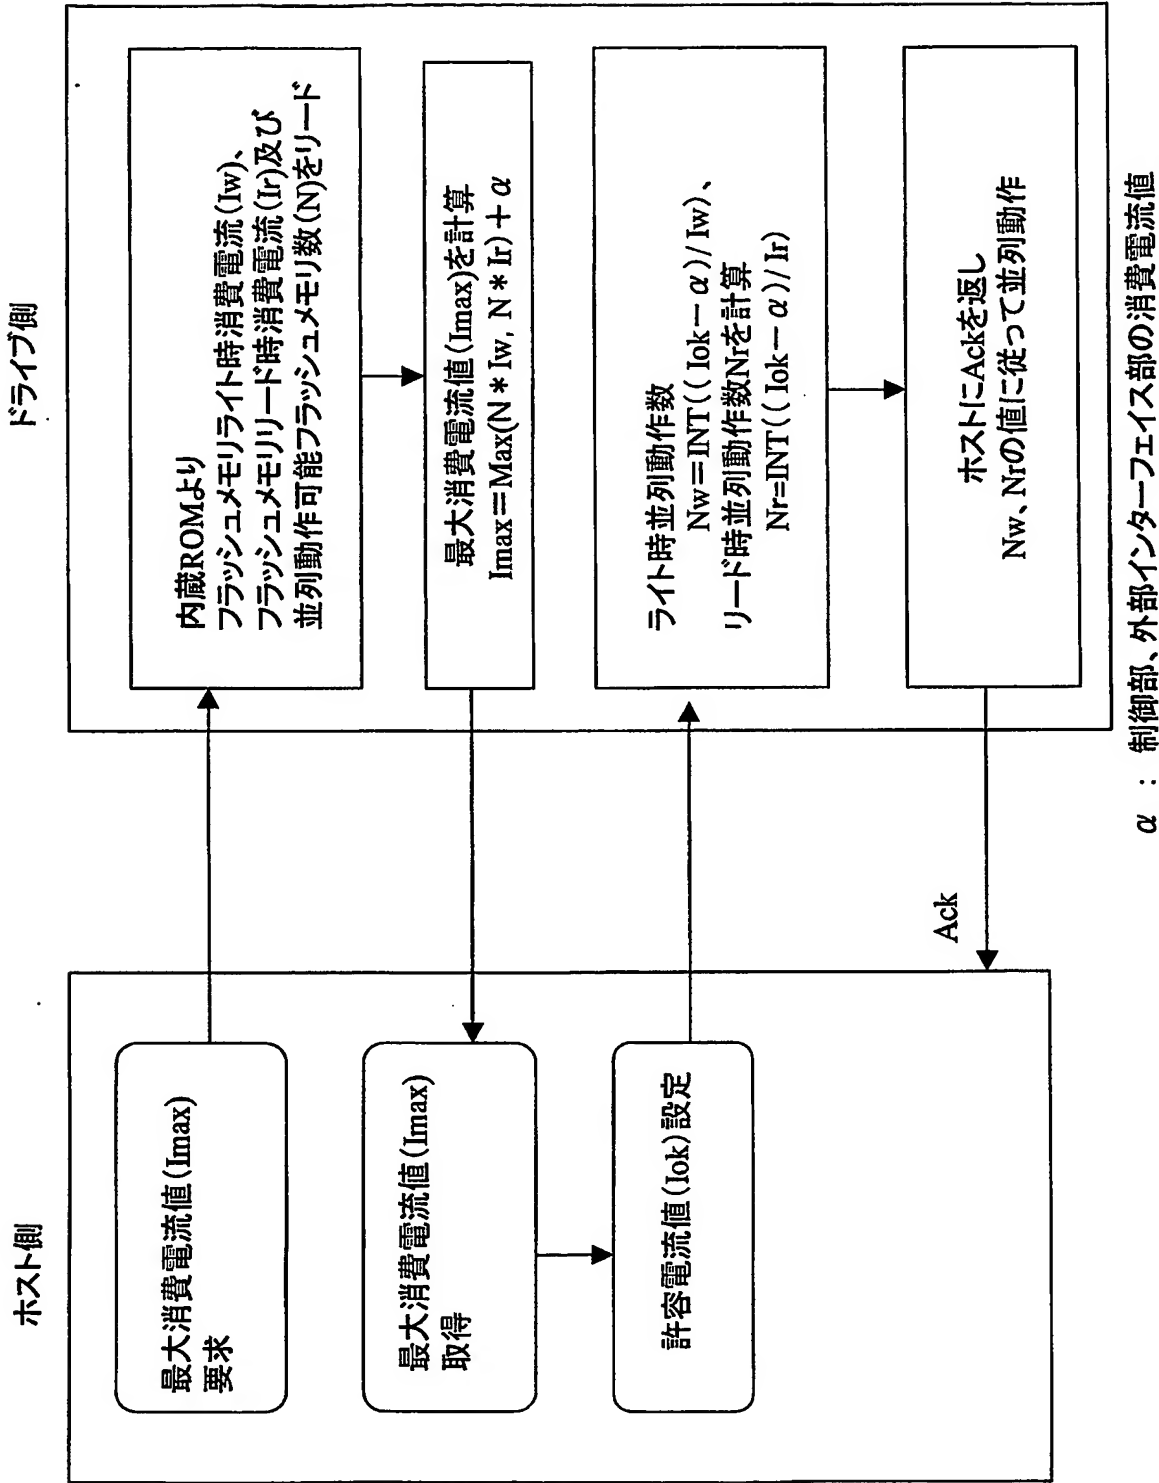 ホスト側
最大消費電流値(Imax)
要求
最大消費電流値(Imax)
取得
許容電流値(Iok)設定
Ack
ドライブ側
内蔵ROMより
フラッシュメモリライト時消費電流(Iw)、
フラッシュメモリリード時消費電流(Ir)及び
並列動作可能フラッシュメモリ数(N)をリード
最大消費電流値(Imax)を計算
Imax=Max(N*Iw, N*Ir)+α
ライト時並列動作数
Nw=INT((Iok-α)/Iw)、
リード時並列動作数Nrを計算
Nr=INT((Iok-α)/Ir)
ホストにAckを返し
Nw、Nrの値に従って並列動作
α : 制御部、外部インターフェイス部の消費電流値